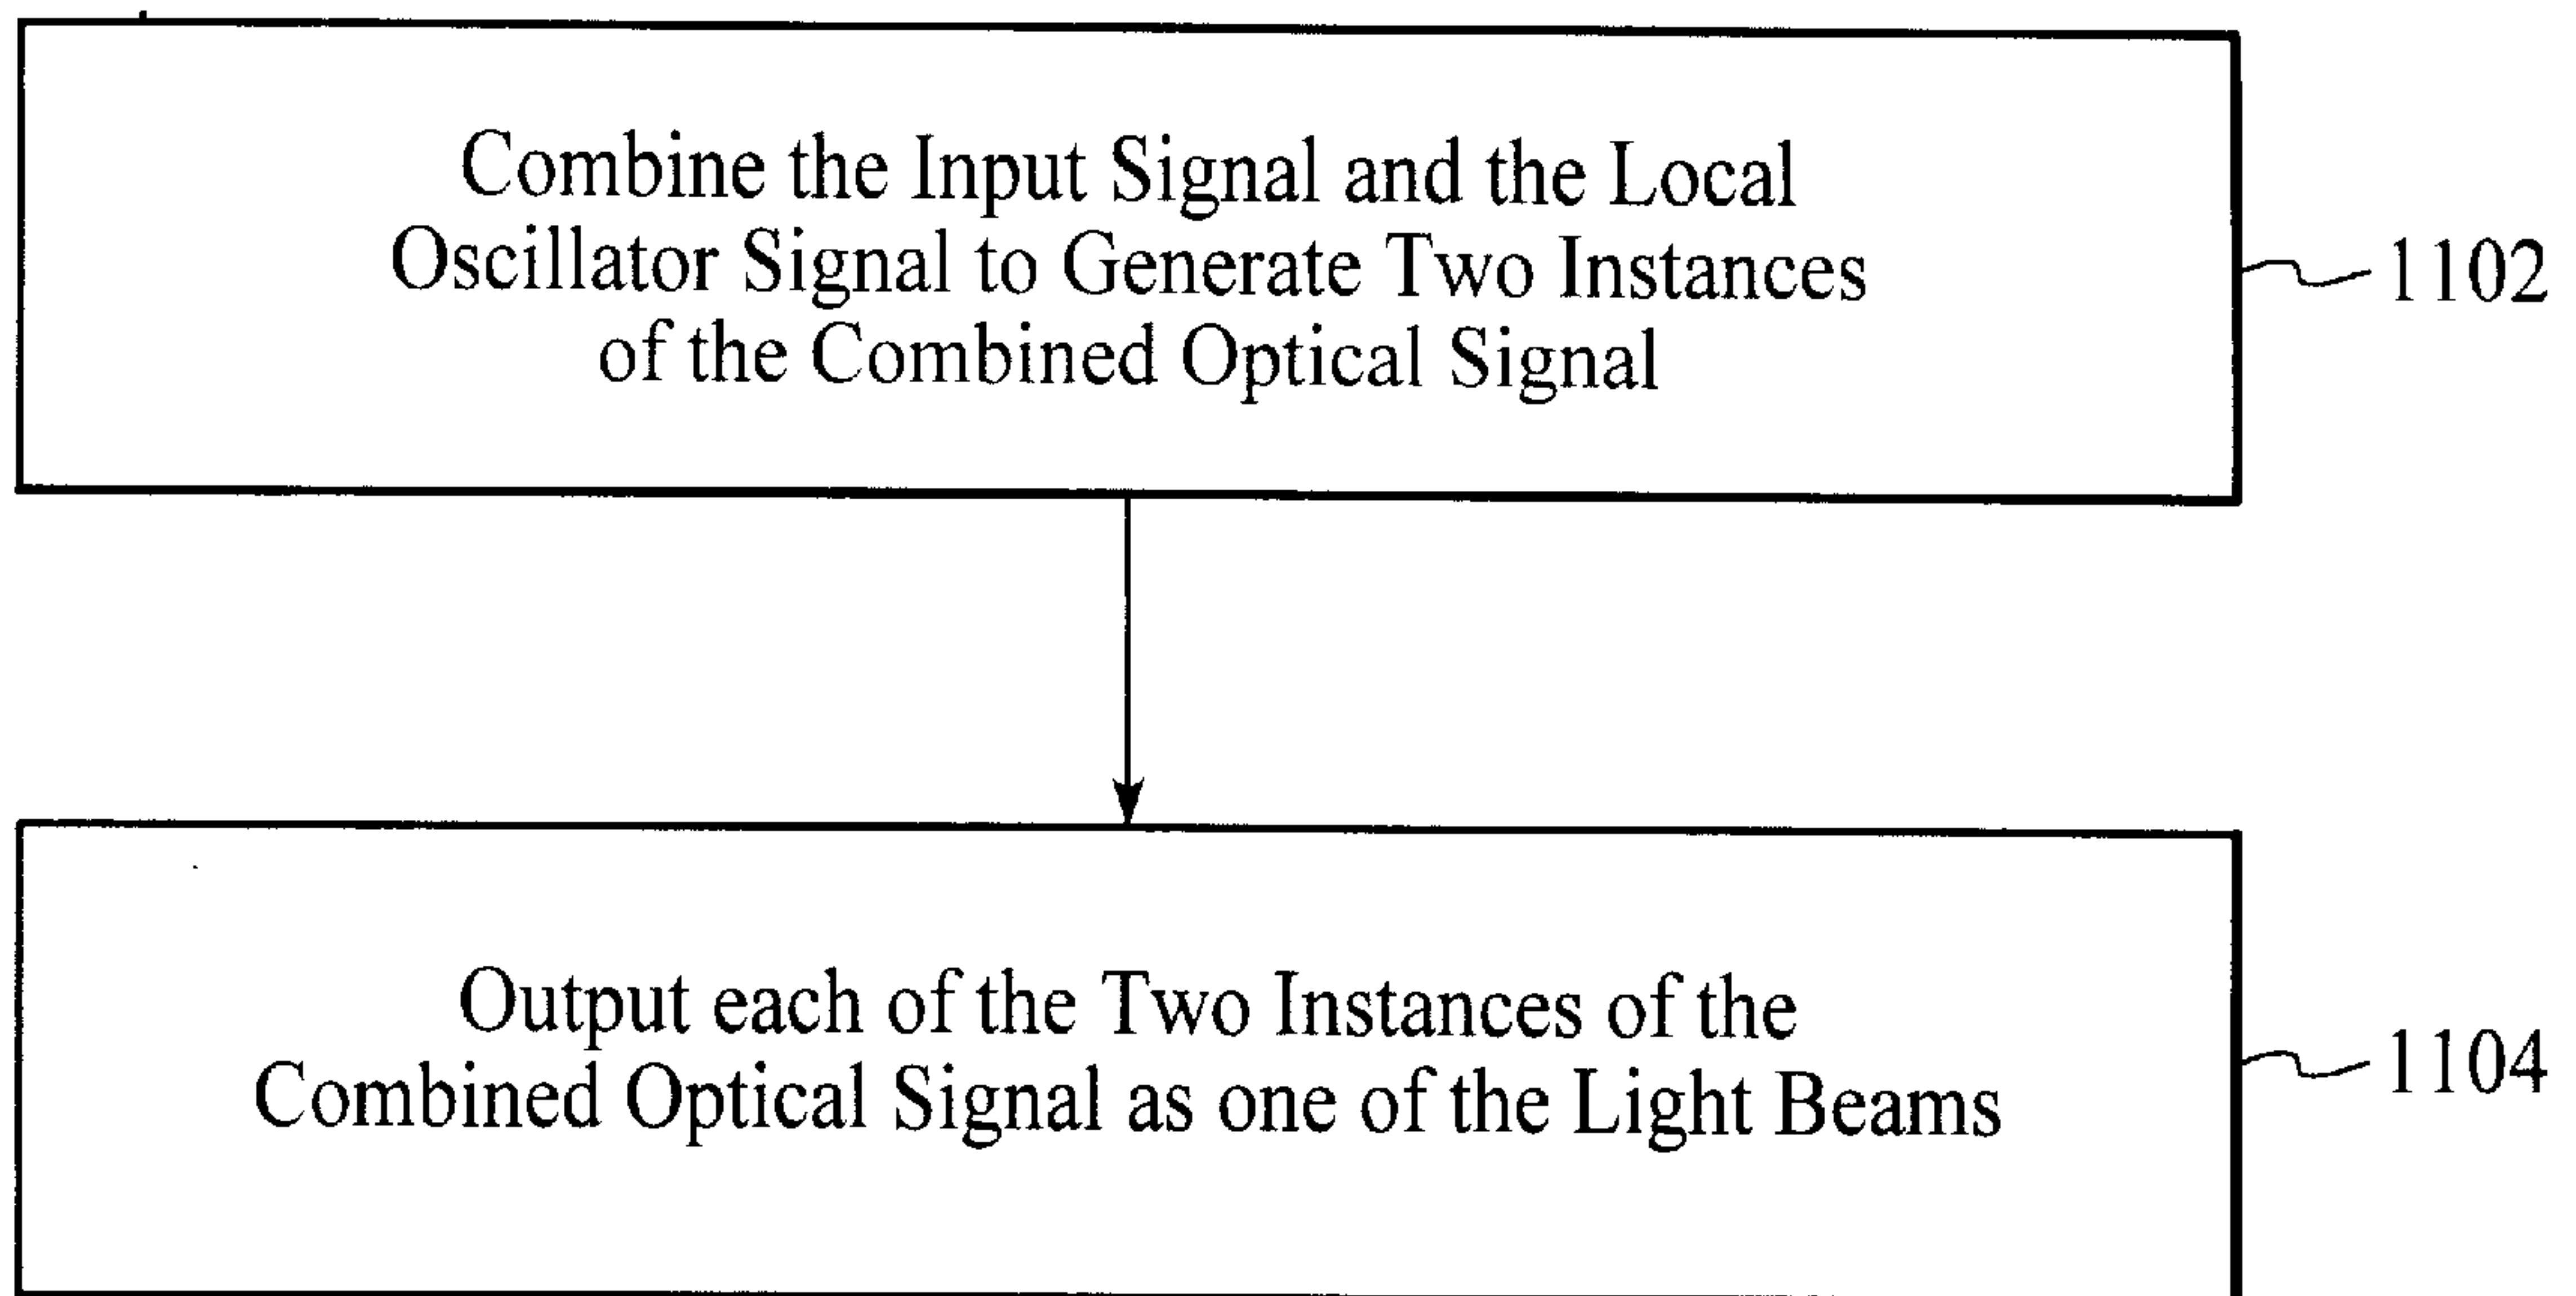 Combine the Input Signal and the Local
Oscillator Signal to Generate Two Instances
of the Combined Optical Signal
1102
Output each of the Two Instances of the
Combined Optical Signal as one of the Light Beams
1104